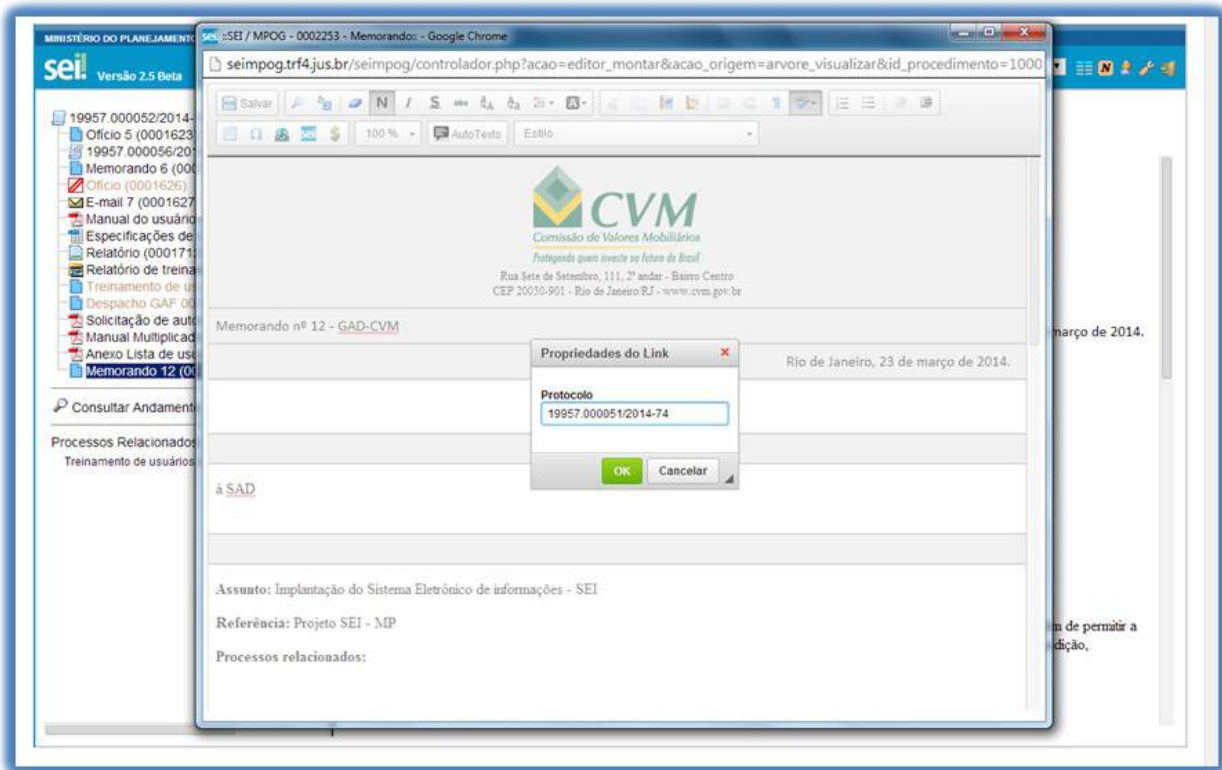 MINISTÉRIO DO PLANEJAMENTO
sei!
Versão 2.5 Beta
19957.000052/2014-
Ofício 5 (0001623
19957.000056/201
Memorando 6 (000
Ofício (0001626)
E-mail 7 (0001627
Manual do usuário
Especificações de
Relatório (000171
Relatório de treina
Treinamento de us
Despacho GAF 00
Solicitação de auto
Manual Multiplicad
Anexo Lista de usu
Memorando 12 (00
Consultar Andament
Processos Relacionados
Treinamento de usuários
sei. ::SEI / MPOG - 0002253 - Memorando:: - Google Chrome
seimpog.trf4.jus.br/seimpog/controlador.php?acao=editor_montar&acao_origem=arvore_visualizar&id_procedimento=1000
Salvar
N I S abc
100 %
AutoTexto
Estilo
CVM
Comissão de Valores Mobiliários
Protegendo quem investe no futuro do Brasil
Rua Sete de Setembro, 111, 2º andar - Bairro Centro
CEP 20050-901 - Rio de Janeiro/RJ - www.cvm.gov.br
Memorando nº 12 - GAD-CVM
Rio de Janeiro, 23 de março de 2014.
Propriedades do Link
Protocolo
19957.000051/2014-74
OK
Cancelar
à SAD
Assunto: Implantação do Sistema Eletrônico de informações - SEI
Referência: Projeto SEI - MP
Processos relacionados:
março de 2014.
m de permitir a
dição,